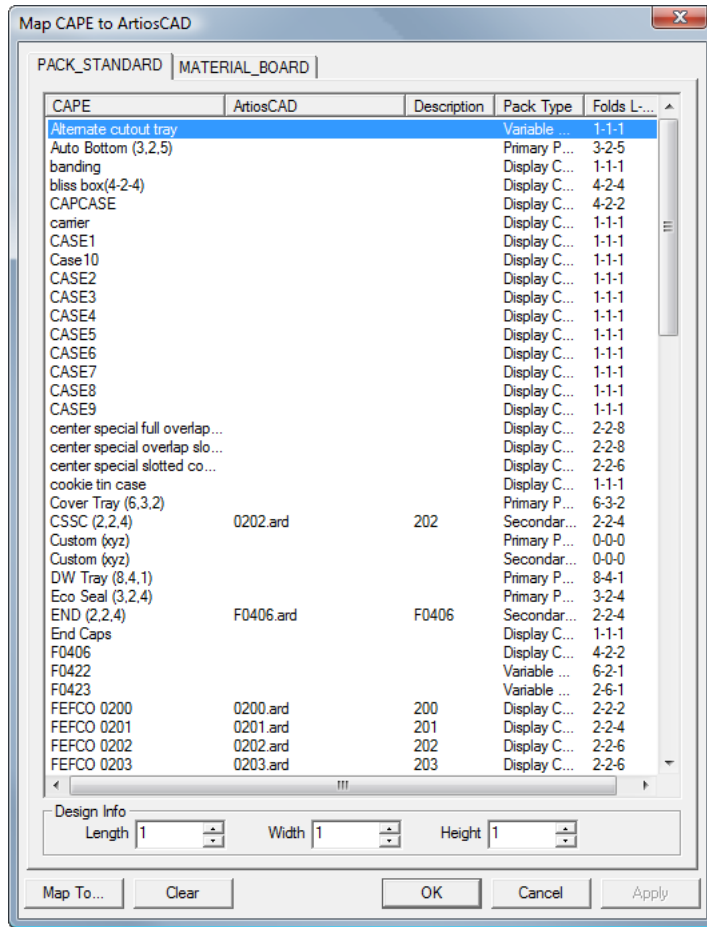 Map CAPE to ArtiosCAD
PACK_STANDARD MATERIAL_BOARD
CAPE ArtiosCAD Description Pack Type Folds L-...
Alternate cutout tray Variable ... 1-1-1
Auto Bottom (3,2,5) Primary P... 3-2-5
banding Display C... 1-1-1
bliss box(4-2-4) Display C... 4-2-4
CAPCASE Display C... 4-2-2
carrier Display C... 1-1-1
CASE1 Display C... 1-1-1
Case10 Display C... 1-1-1
CASE2 Display C... 1-1-1
CASE3 Display C... 1-1-1
CASE4 Display C... 1-1-1
CASE5 Display C... 1-1-1
CASE6 Display C... 1-1-1
CASE7 Display C... 1-1-1
CASE8 Display C... 1-1-1
CASE9 Display C... 1-1-1
center special full overlap... Display C... 2-2-8
center special overlap slo... Display C... 2-2-8
center special slotted co... Display C... 2-2-6
cookie tin case Display C... 1-1-1
Cover Tray (6,3,2) Primary P... 6-3-2
CSSC (2,2,4) 0202.ard 202 Secondar... 2-2-4
Custom (xyz) Primary P... 0-0-0
Custom (xyz) Secondar... 0-0-0
DW Tray (8,4,1) Primary P... 8-4-1
Eco Seal (3,2,4) Primary P... 3-2-4
END (2,2,4) F0406.ard F0406 Secondar... 2-2-4
End Caps Display C... 1-1-1
F0406 Display C... 4-2-2
F0422 Variable ... 6-2-1
F0423 Variable ... 2-6-1
FEFCO 0200 0200.ard 200 Display C... 2-2-2
FEFCO 0201 0201.ard 201 Display C... 2-2-4
FEFCO 0202 0202.ard 202 Display C... 2-2-6
FEFCO 0203 0203.ard 203 Display C... 2-2-6
Design Info
Length 1 Width 1 Height 1
Map To... Clear OK Cancel Apply